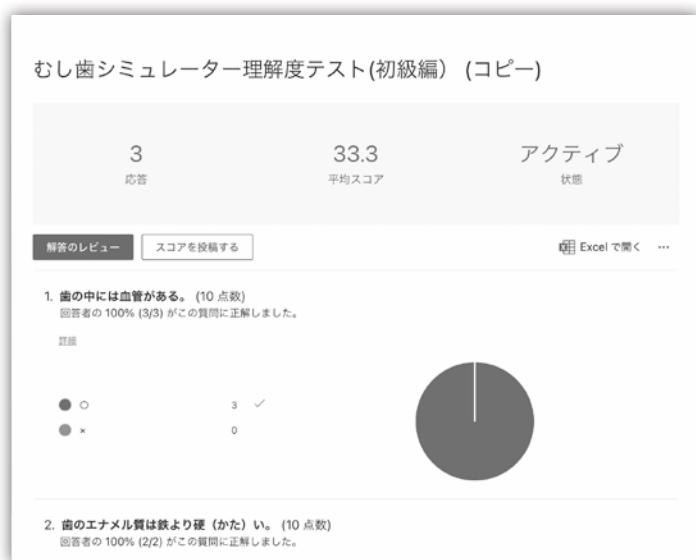 むし歯シミュレーター理解度テスト(初級編） (コピー)
3
応答
33.3
平均スコア
アクティブ
状態
解答のレビュー
スコアを投稿する
Excel で開く
1. 歯の中には血管がある。 (10 点数)
回答者の 100% (3/3) がこの質問に正解しました。
詳細
○ 3
× 0
2. 歯のエナメル質は鉄より硬（かた）い。 (10 点数)
回答者の 100% (2/2) がこの質問に正解しました。